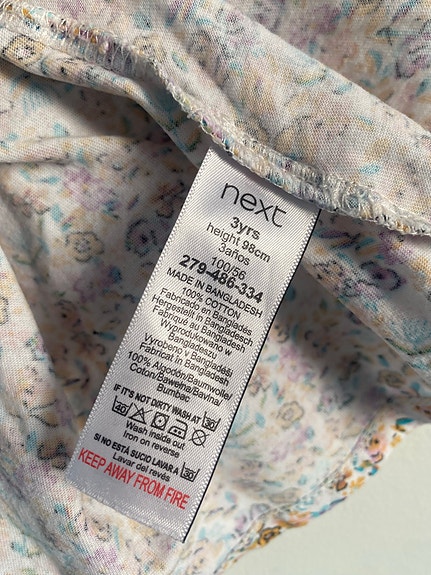 next
3yrs
height 98cm
3años
100/56
279-486-334
MADE IN BANGLADESH
100% COTTON
Fabricado en Bangladés
Hergestellt in Bangladesch
Fabriqué au Bangladesh
Wyprodukowano w
Bangladeszu
Vyrobeno v Bangladéši
Fabricat în Bangladesh
100% Algodón/Baumwolle/
Coton/Bawełna/Bavlna/
Bumbac
IF IT'S NOT DIRTY WASH AT 30
40
Wash inside out
Iron on reverse
SI NO ESTÁ SUCIO LAVAR A 30
Lavar del revés
KEEP AWAY FROM FIRE